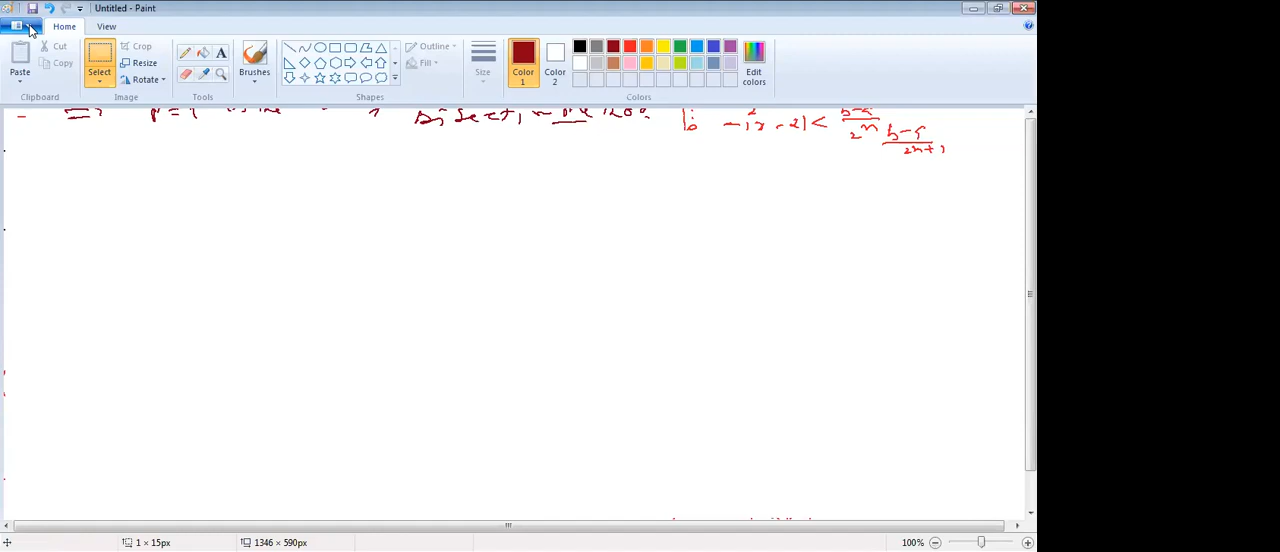 Untitled - Paint
Home View
Paste
Cut
Copy
Clipboard
Select
Crop
Resize
Rotate
Image
A
Tools
Brushes
Outline
Fill
Shapes
Size
Color 1
Color 2
Edit colors
Colors
1 × 15px
1346 × 590px
100%